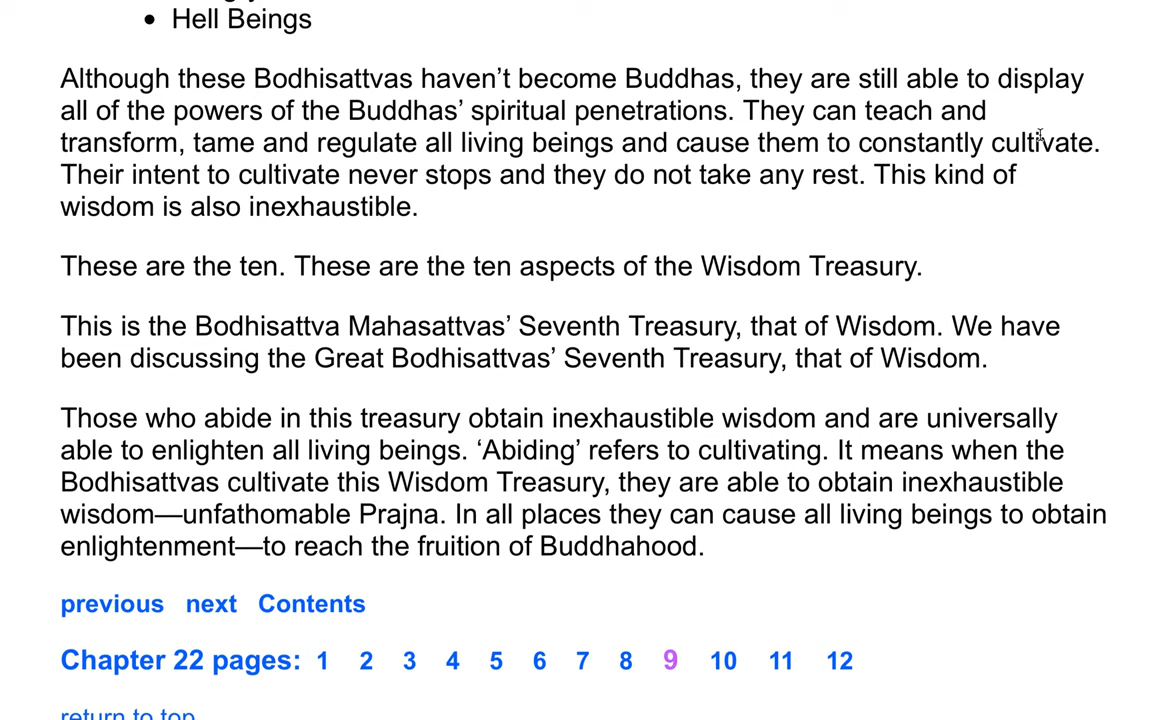 • Hell Beings
Although these Bodhisattvas haven’t become Buddhas, they are still able to display
all of the powers of the Buddhas’ spiritual penetrations. They can teach and
transform, tame and regulate all living beings and cause them to constantly cultivate.
Their intent to cultivate never stops and they do not take any rest. This kind of
wisdom is also inexhaustible.
These are the ten. These are the ten aspects of the Wisdom Treasury.
This is the Bodhisattva Mahasattvas’ Seventh Treasury, that of Wisdom. We have
been discussing the Great Bodhisattvas’ Seventh Treasury, that of Wisdom.
Those who abide in this treasury obtain inexhaustible wisdom and are universally
able to enlighten all living beings. ‘Abiding’ refers to cultivating. It means when the
Bodhisattvas cultivate this Wisdom Treasury, they are able to obtain inexhaustible
wisdom—unfathomable Prajna. In all places they can cause all living beings to obtain
enlightenment—to reach the fruition of Buddhahood.
previous next Contents
Chapter 22 pages: 1 2 3 4 5 6 7 8 9 10 11 12
return to top